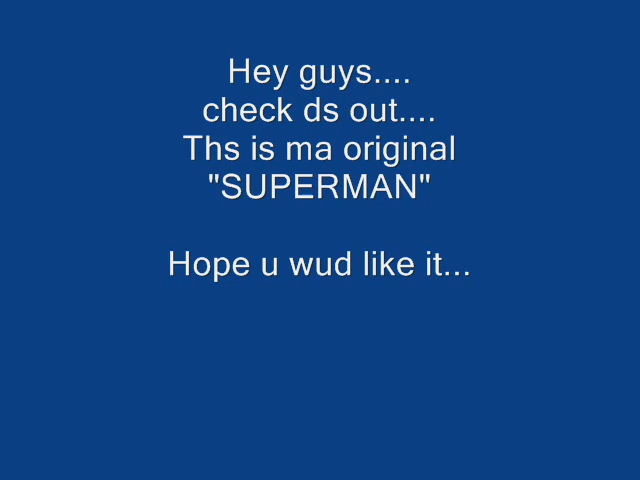 Hey guys....
check ds out....
Ths is ma original
"SUPERMAN"
Hope u wud like it...